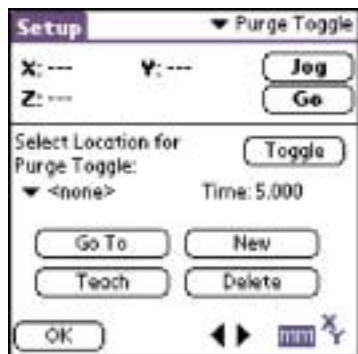 Setup ▼ Purge Toggle
X: --- Y: --- Jog
Z: --- Go
Select Location for
Purge Toggle: Toggle
▼ <none> Time: 5.000
Go To New
Teach Delete
OK mm XY